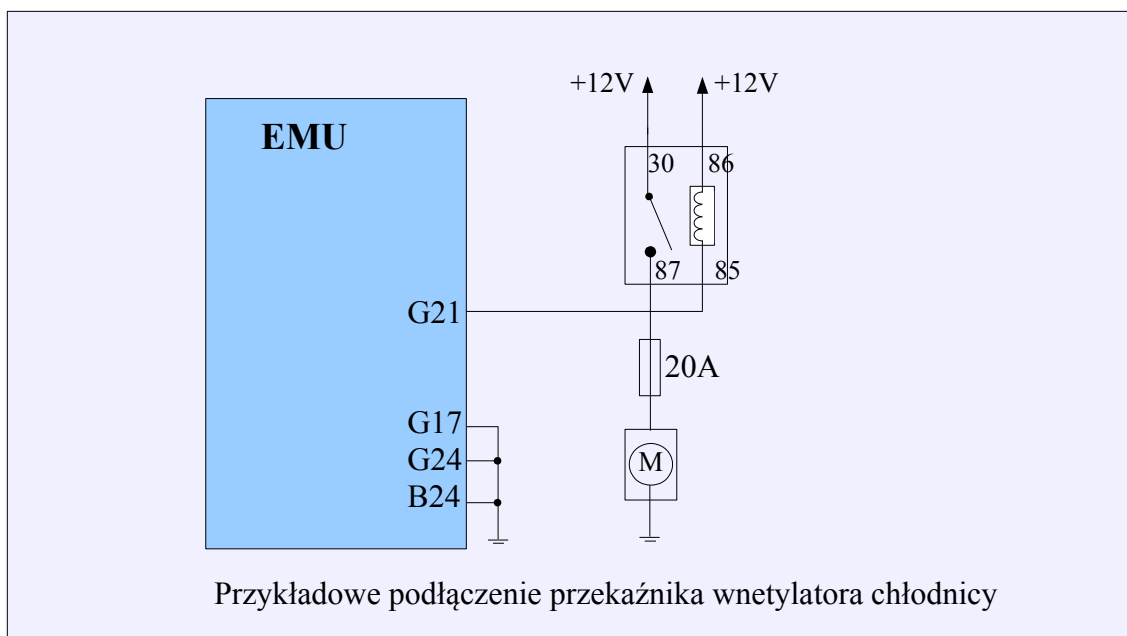 +12V +12V
EMU
30 86
87 85
G21
20A
G17
G24
M
B24
Przykładowe podłączenie przekaźnika wnetylatora chłodnicy